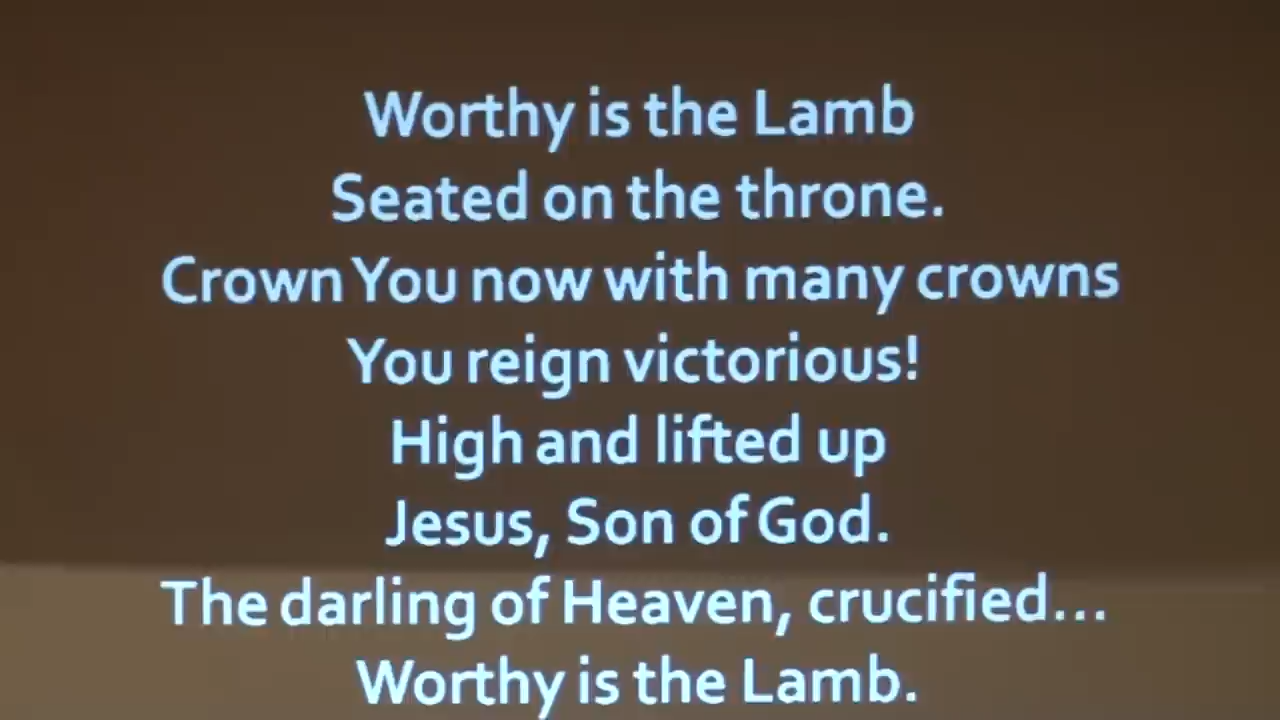 Worthy is the Lamb
Seated on the throne.
Crown You now with many crowns
You reign victorious!
High and lifted up
Jesus, Son of God.
The darling of Heaven, crucified...
Worthy is the Lamb.